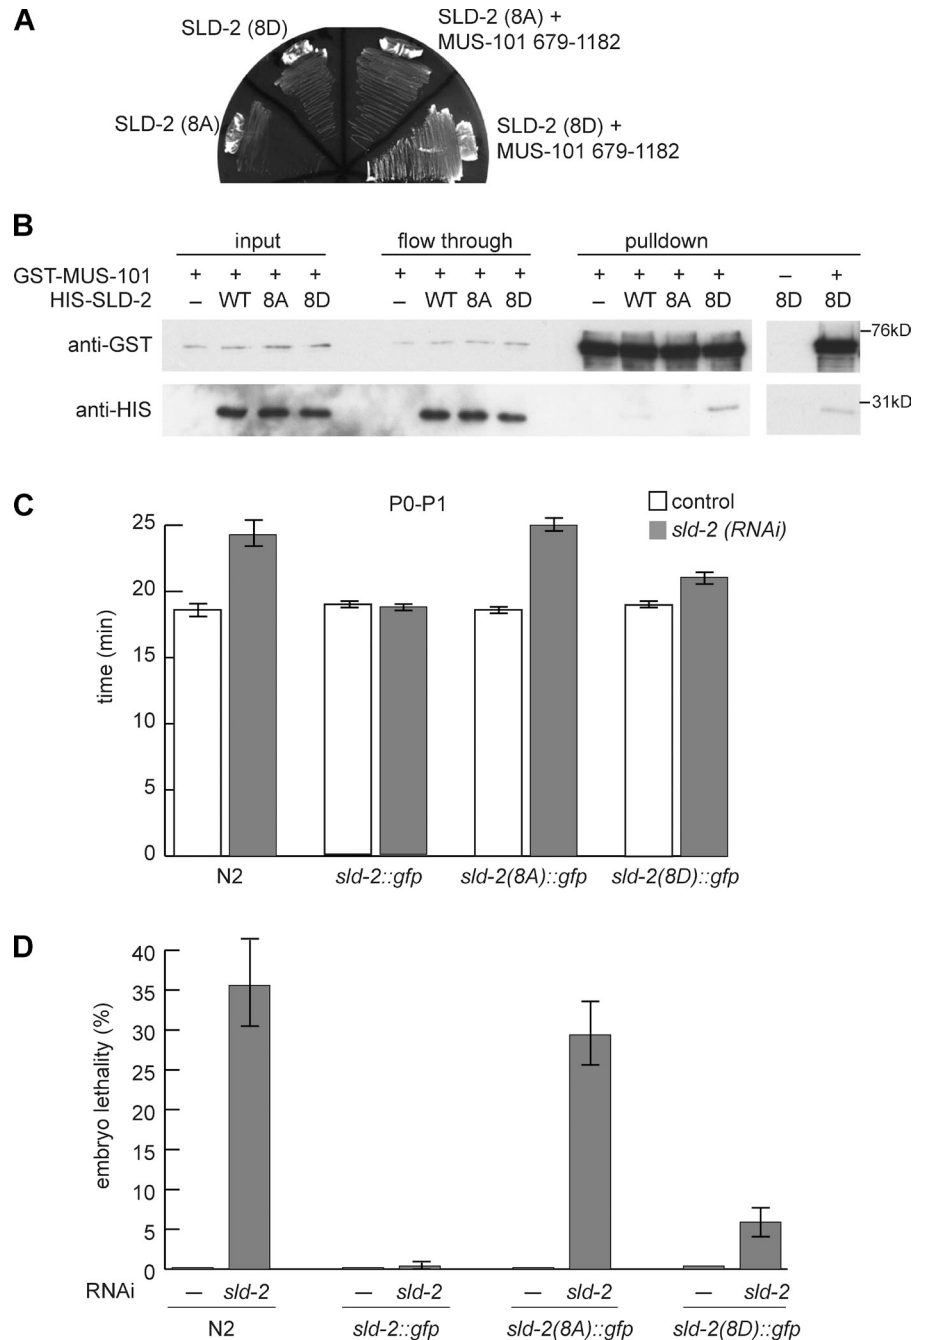 A
SLD-2 (8D)
SLD-2 (8A) +
MUS-101 679-1182
SLD-2 (8A)
SLD-2 (8D) +
MUS-101 679-1182
B
input flow through pulldown
GST-MUS-101 + + + + + + + + + + + + – +
HIS-SLD-2 – WT 8A 8D – WT 8A 8D – WT 8A 8D 8D 8D
anti-GST
76kD
anti-HIS
31kD
C
P0-P1
control
sld-2 (RNAi)
time (min)
25
20
15
10
5
0
N2 sld-2::gfp sld-2(8A)::gfp sld-2(8D)::gfp
D
embryo lethality (%)
40
35
30
25
20
15
10
5
0
RNAi – sld-2 – sld-2 – sld-2 – sld-2
N2 sld-2::gfp sld-2(8A)::gfp sld-2(8D)::gfp